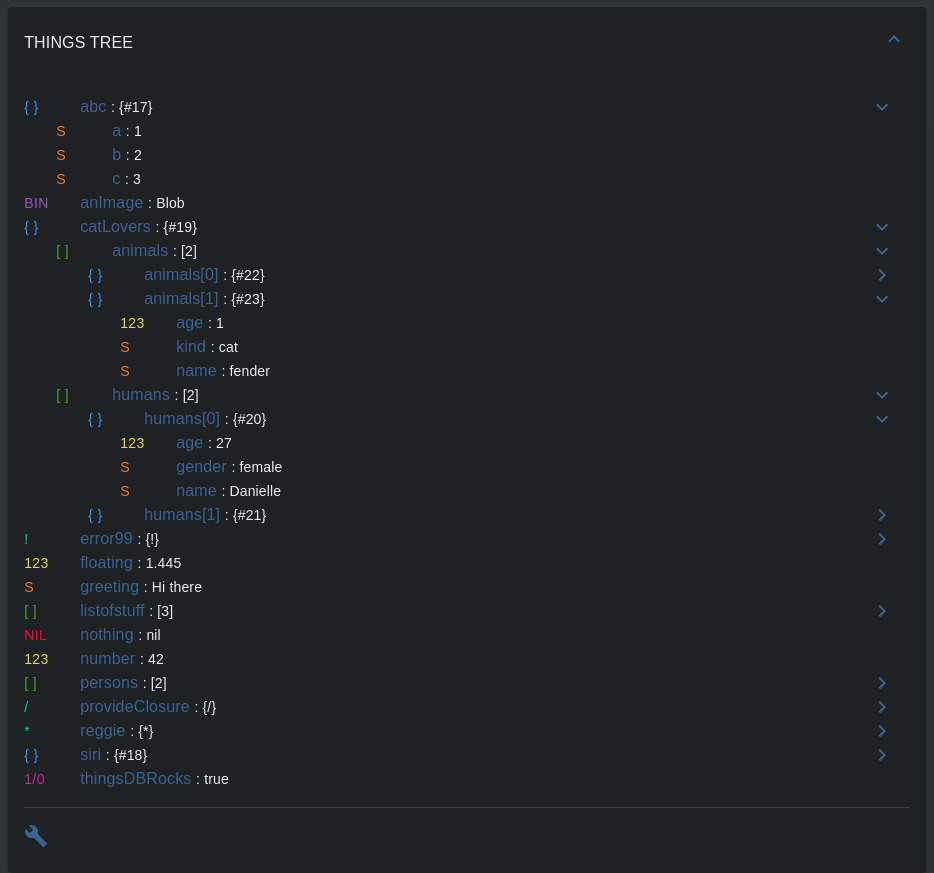 THINGS TREE
{ } abc : {#17}
S a : 1
S b : 2
S c : 3
BIN anImage : Blob
{ } catLovers : {#19}
[ ] animals : [2]
{ } animals[0] : {#22}
{ } animals[1] : {#23}
123 age : 1
S kind : cat
S name : fender
[ ] humans : [2]
{ } humans[0] : {#20}
123 age : 27
S gender : female
S name : Danielle
{ } humans[1] : {#21}
! error99 : {!}
123 floating : 1.445
S greeting : Hi there
[ ] listofstuff : [3]
NIL nothing : nil
123 number : 42
[ ] persons : [2]
/ provideClosure : {/}
* reggie : {*}
{ } siri : {#18}
1/0 thingsDBRocks : true